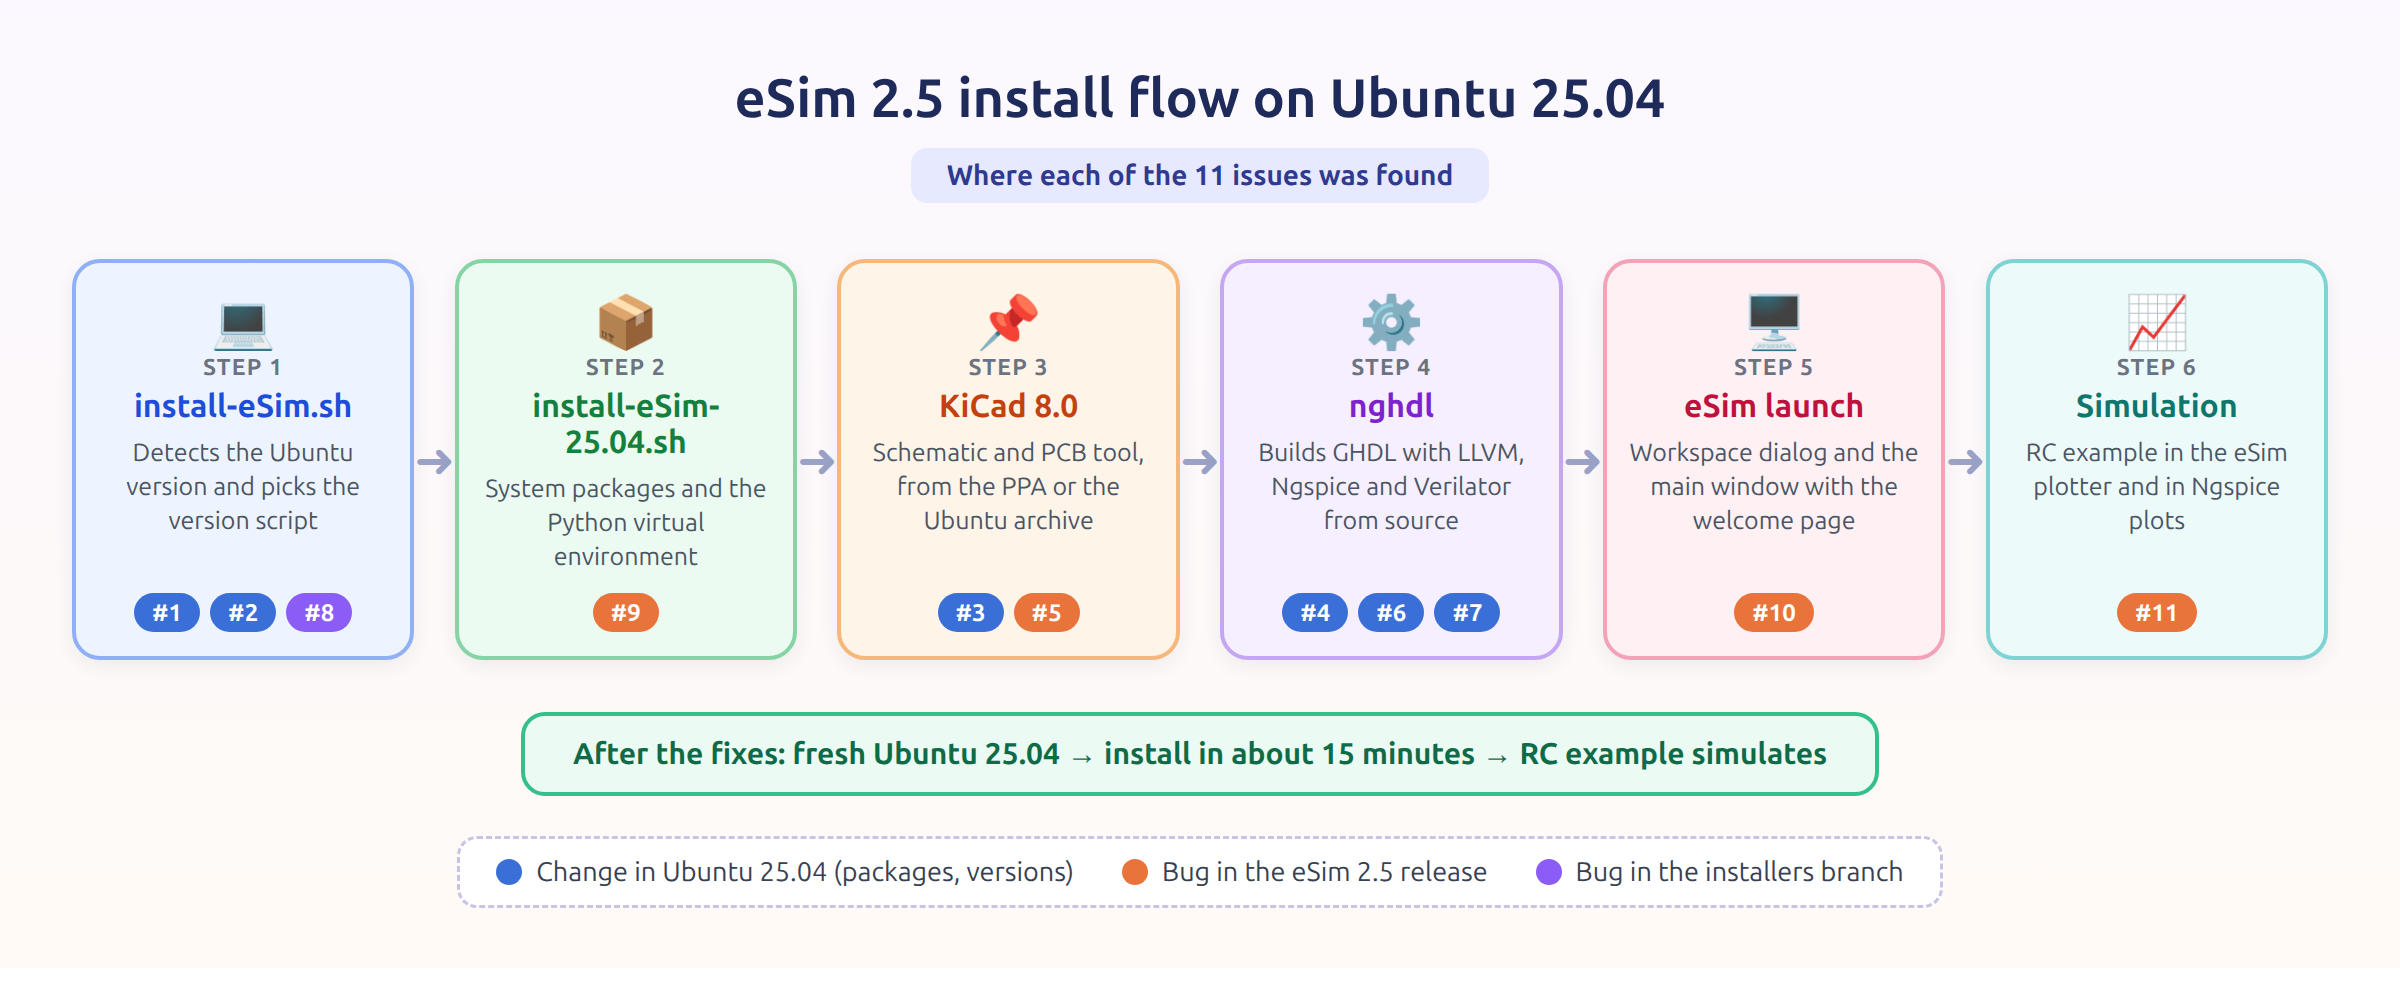 eSim 2.5 install flow on Ubuntu 25.04
Where each of the 11 issues was found
STEP 1
install-eSim.sh
Detects the Ubuntu
version and picks the
version script
#1 #2 #8
STEP 2
install-eSim-
25.04.sh
System packages and the
Python virtual
environment
#9
STEP 3
KiCad 8.0
Schematic and PCB tool,
from the PPA or the
Ubuntu archive
#3 #5
STEP 4
nghdl
Builds GHDL with LLVM,
Ngspice and Verilator
from source
#4 #6 #7
STEP 5
eSim launch
Workspace dialog and the
main window with the
welcome page
#10
STEP 6
Simulation
RC example in the eSim
plotter and in Ngspice
plots
#11
After the fixes: fresh Ubuntu 25.04 → install in about 15 minutes → RC example simulates
Change in Ubuntu 25.04 (packages, versions)
Bug in the eSim 2.5 release
Bug in the installers branch